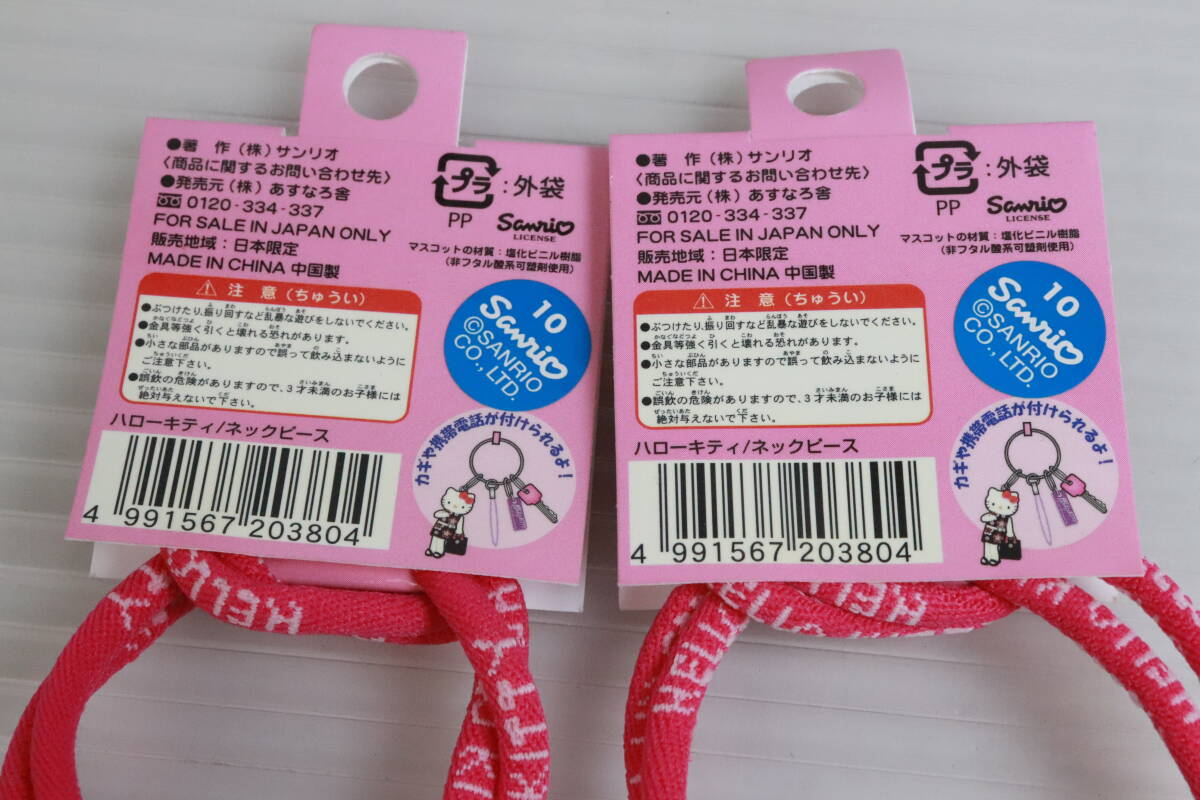 ●著 作(株)サンリオ
〈商品に関するお問い合わせ先〉
●発売元(株)あすなろ舎
0120-334-337
FOR SALE IN JAPAN ONLY
販売地域:日本限定
MADE IN CHINA 中国製
プラ:外袋
PP
Sanrio
LICENSE
マスコットの材質:塩化ビニル樹脂
(非フタル酸系可塑剤使用)
⚠ 注 意(ちゅうい)
●ぶつけたり、振り回すなど乱暴な遊びをしないでください。
●金具等強く引くと壊れる恐れがあります。
●小さな部品がありますので誤って飲み込まないように
ご注意下さい。
●誤飲の危険がありますので、3才未満のお子様には
絶対与えないで下さい。
10
Sanrio
©SANRIO
CO.,LTD.
ハローキティ/ネックピース
カギや携帯電話が付けられるよ!
4 991567 203804
●著 作(株)サンリオ
〈商品に関するお問い合わせ先〉
●発売元(株)あすなろ舎
0120-334-337
FOR SALE IN JAPAN ONLY
販売地域:日本限定
MADE IN CHINA 中国製
プラ:外袋
PP
Sanrio
LICENSE
マスコットの材質:塩化ビニル樹脂
(非フタル酸系可塑剤使用)
⚠ 注 意(ちゅうい)
●ぶつけたり、振り回すなど乱暴な遊びをしないでください。
●金具等強く引くと壊れる恐れがあります。
●小さな部品がありますので誤って飲み込まないように
ご注意下さい。
●誤飲の危険がありますので、3才未満のお子様には
絶対与えないで下さい。
10
Sanrio
©SANRIO
CO.,LTD.
ハローキティ/ネックピース
カギや携帯電話が付けられるよ!
4 991567 203804